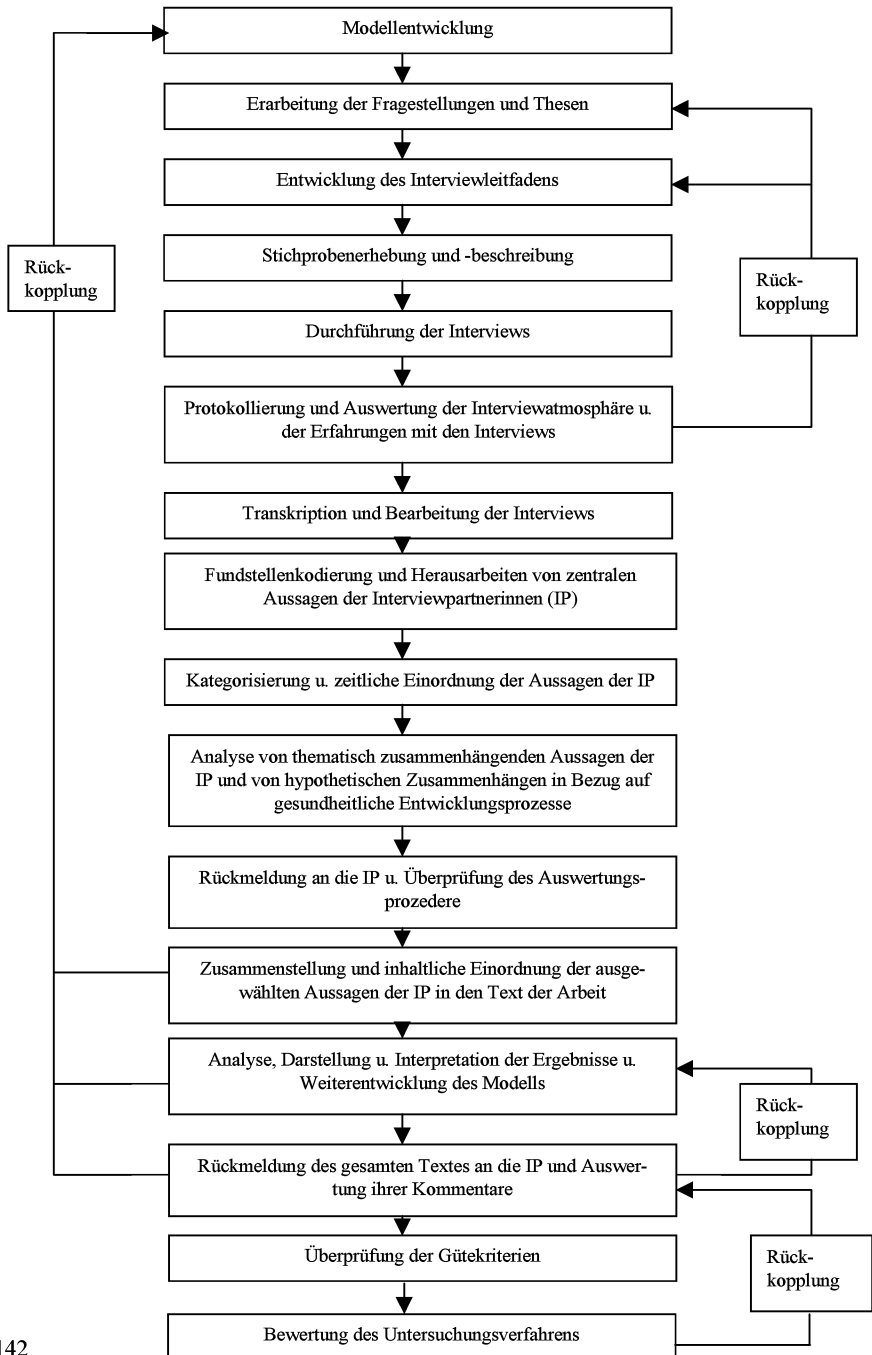 Modellentwicklung
Erarbeitung der Fragestellungen und Thesen
Entwicklung des Interviewleitfadens
Stichprobenerhebung und -beschreibung
Rück-
kopplung
Rück-
kopplung
Durchführung der Interviews
Protokollierung und Auswertung der Interviewatmosphäre u.
der Erfahrungen mit den Interviews
Transkription und Bearbeitung der Interviews
Fundstellenkodierung und Herausarbeiten von zentralen
Aussagen der Interviewpartnerinnen (IP)
Kategorisierung u. zeitliche Einordnung der Aussagen der IP
Analyse von thematisch zusammenhängenden Aussagen der
IP und von hypothetischen Zusammenhängen in Bezug auf
gesundheitliche Entwicklungsprozesse
Rückmeldung an die IP u. Überprüfung des Auswertungs-
prozedere
Zusammenstellung und inhaltliche Einordnung der ausge-
wählten Aussagen der IP in den Text der Arbeit
Analyse, Darstellung u. Interpretation der Ergebnisse u.
Weiterentwicklung des Modells
Rück-
kopplung
Rückmeldung des gesamten Textes an die IP und Auswer-
tung ihrer Kommentare
Überprüfung der Gütekriterien
Rück-
kopplung
Bewertung des Untersuchungsverfahrens
142